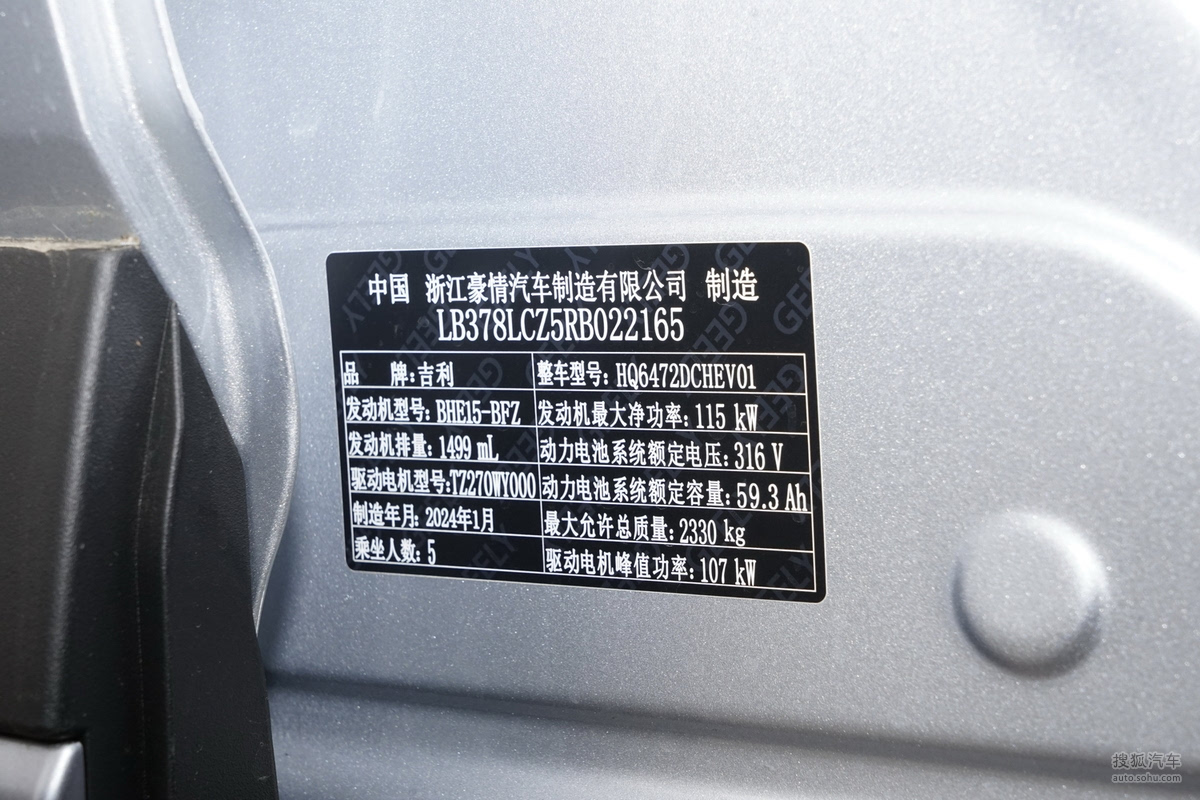 中国 浙江豪情汽车制造有限公司 制造
LB378LCZ5RB022165
品 牌:吉利 整车型号: HQ6472DCHEV01
发动机型号: BHE15-BFZ 发动机最大净功率: 115 kW
发动机排量: 1499 mL 动力电池系统额定电压: 316 V
驱动电机型号:TZ270WY000 动力电池系统额定容量: 59.3 Ah
制造年月: 2024年1月 最大允许总质量: 2330 kg
乘坐人数: 5 驱动电机峰值功率: 107 kW
搜狐汽车
auto.sohu.com